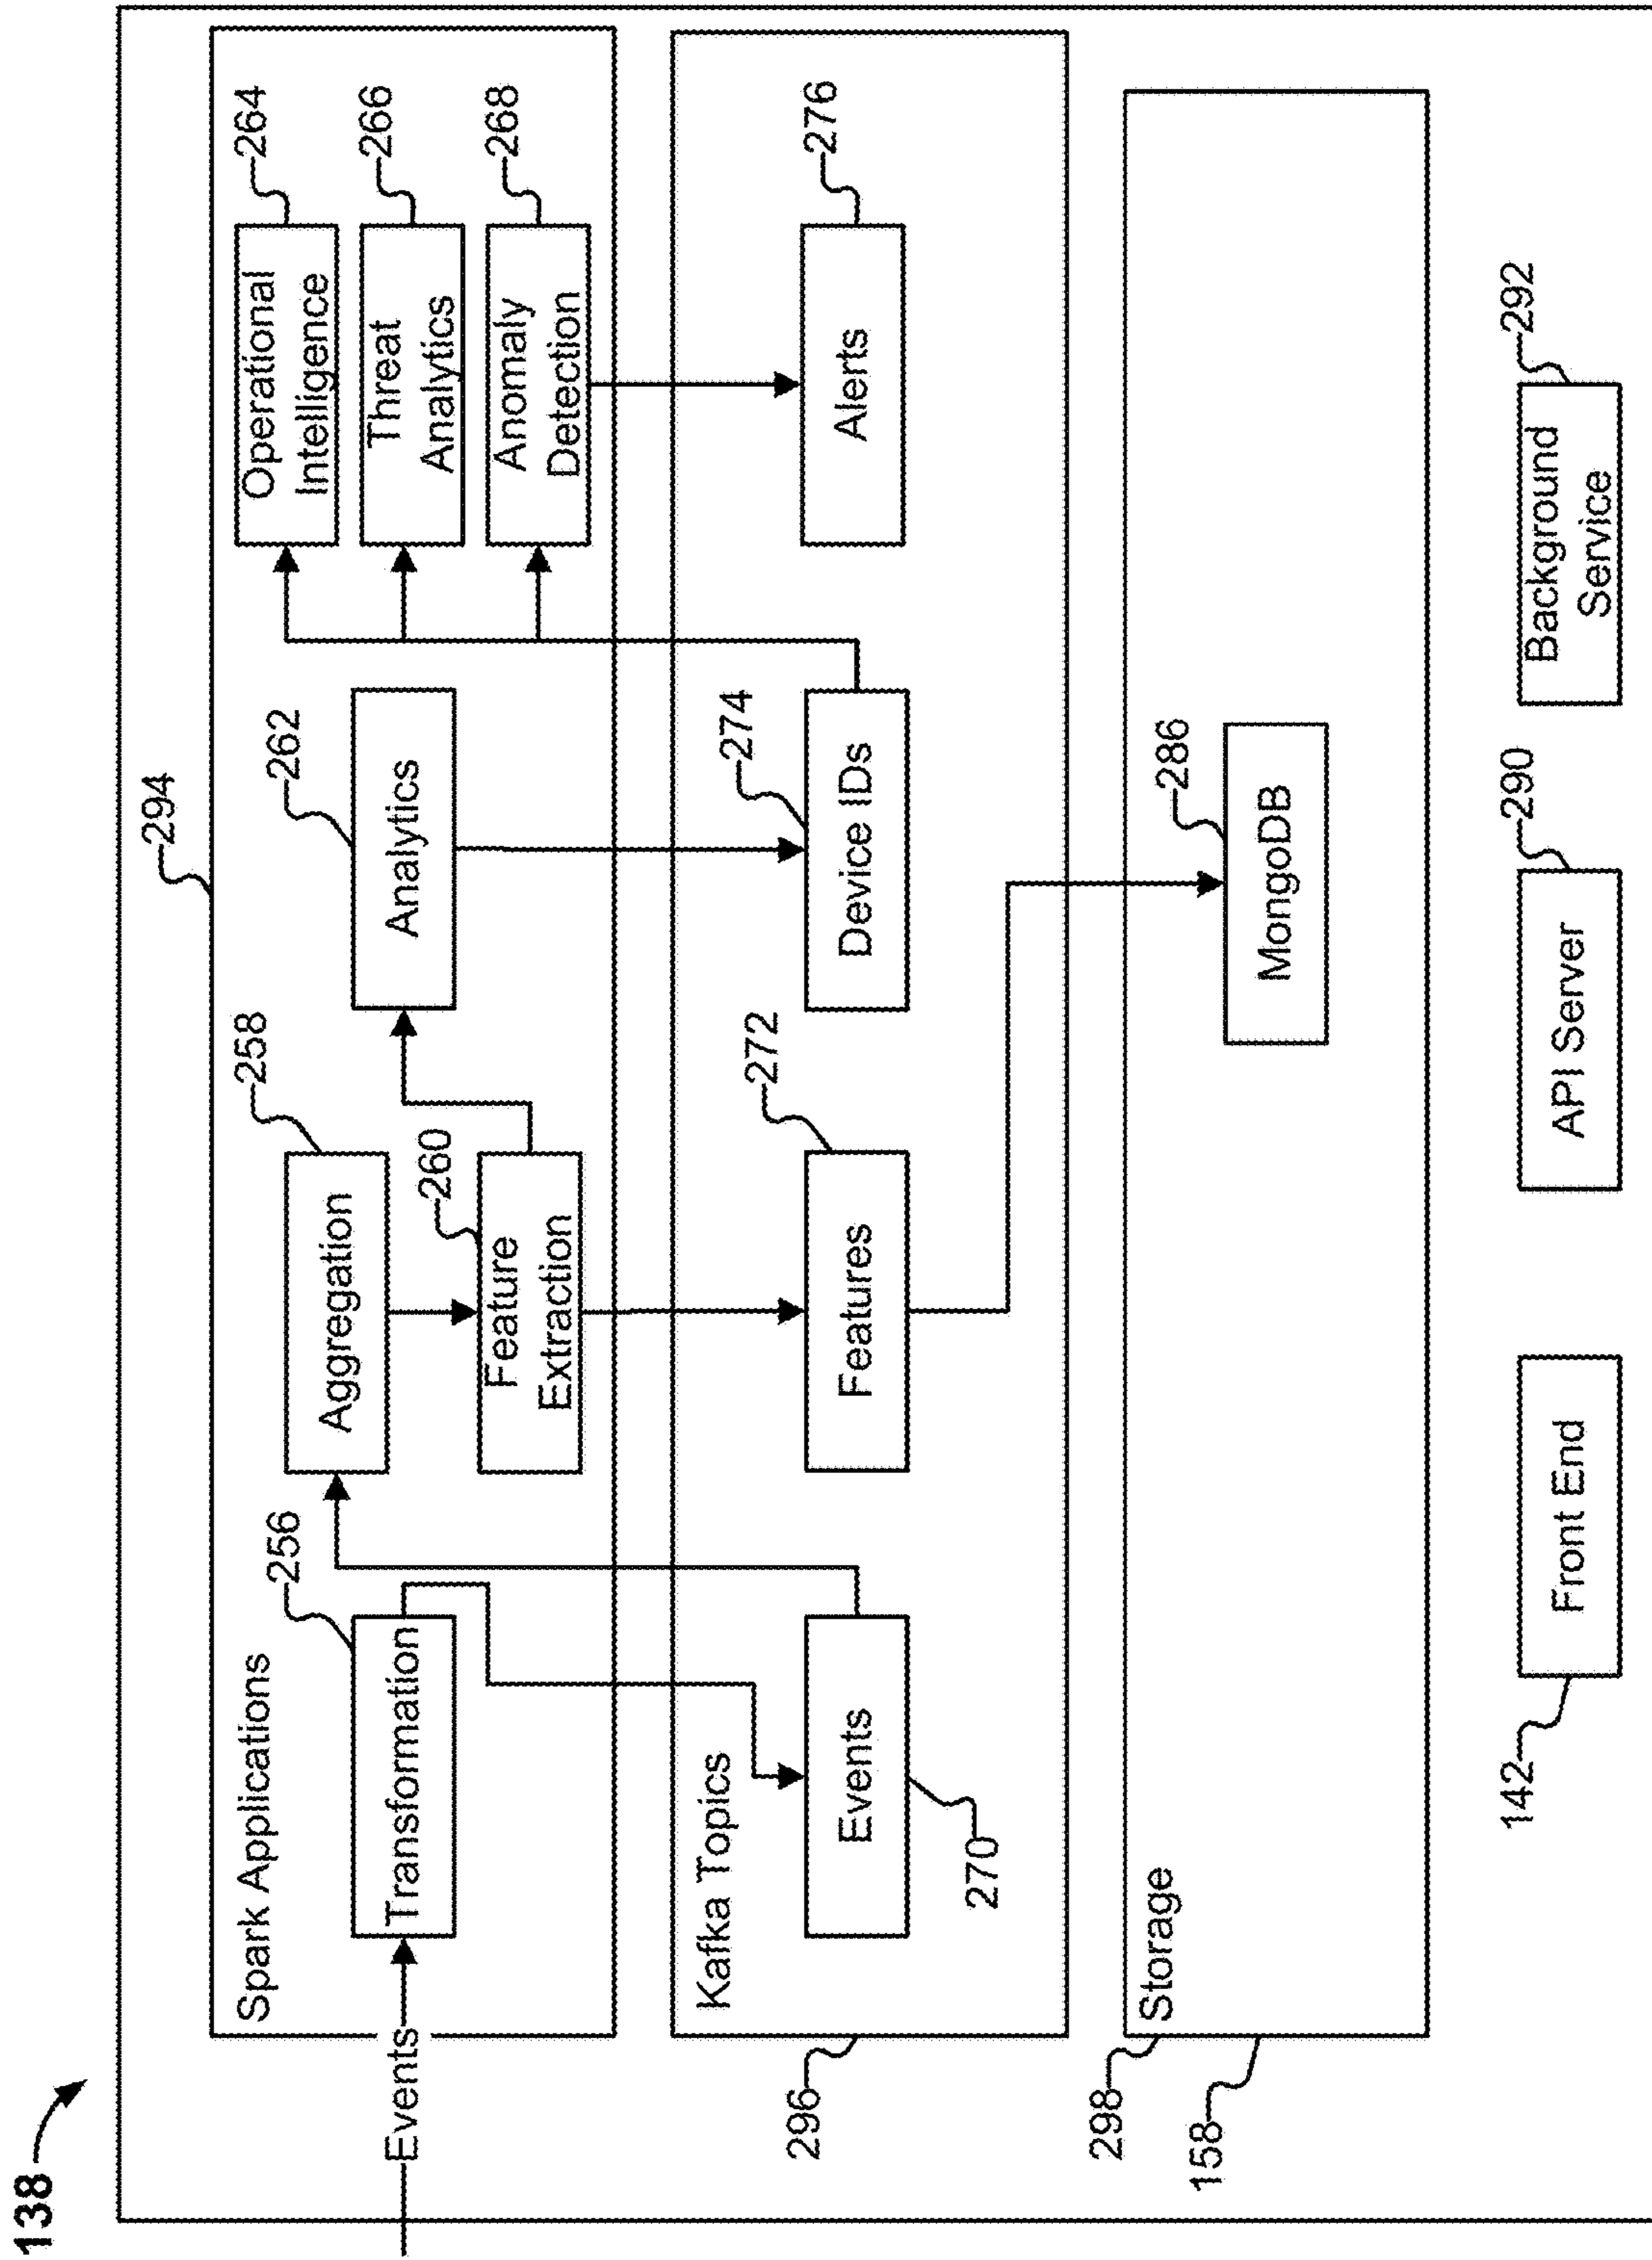 138
294
Spark Applications
Events
256
Transformation
258
Aggregation
260
Feature
Extraction
262
Analytics
264
Operational
Intelligence
266
Threat
Analytics
268
Anomaly
Detection
Kafka Topics
296
Events
270
272
Features
274
Device IDs
276
Alerts
Storage
298
158
286
MongoDB
142
Front End
290
API Server
292
Background
Service